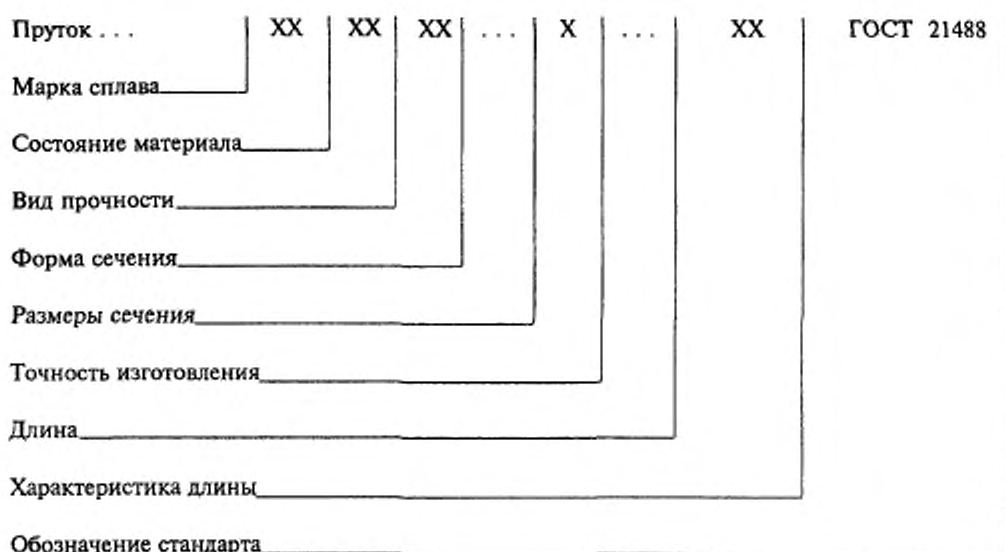 Пруток . . . XX XX XX . . . X . . . XX ГОСТ 21488
Марка сплава
Состояние материала
Вид прочности
Форма сечения
Размеры сечения
Точность изготовления
Длина
Характеристика длины
Обозначение стандарта